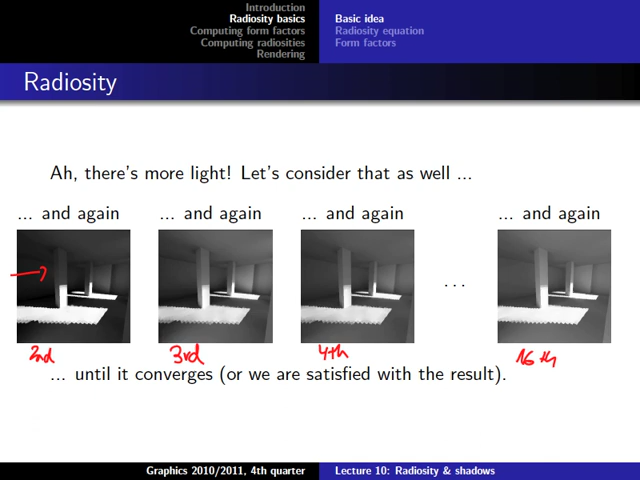 Introduction
Radiosity basics
Computing form factors
Computing radiosities
Rendering
Basic idea
Radiosity equation
Form factors
Radiosity
Ah, there's more light! Let's consider that as well ...
... and again ... and again ... and again ... and again
...
2nd 3rd 4th 16th
... until it converges (or we are satisfied with the result).
Graphics 2010/2011, 4th quarter Lecture 10: Radiosity & shadows